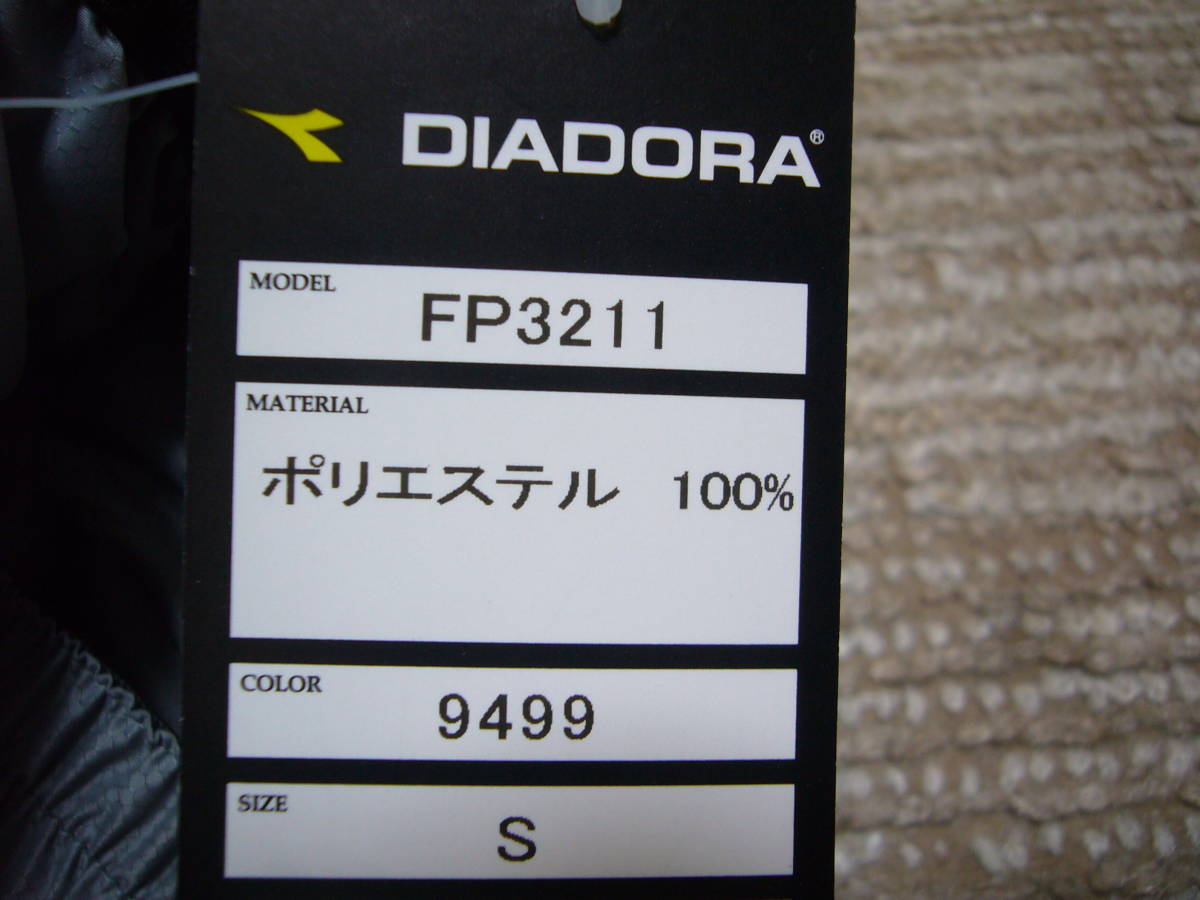 DIADORA®
MODEL
FP3211
MATERIAL
ポリエステル 100%
COLOR
9499
SIZE
S